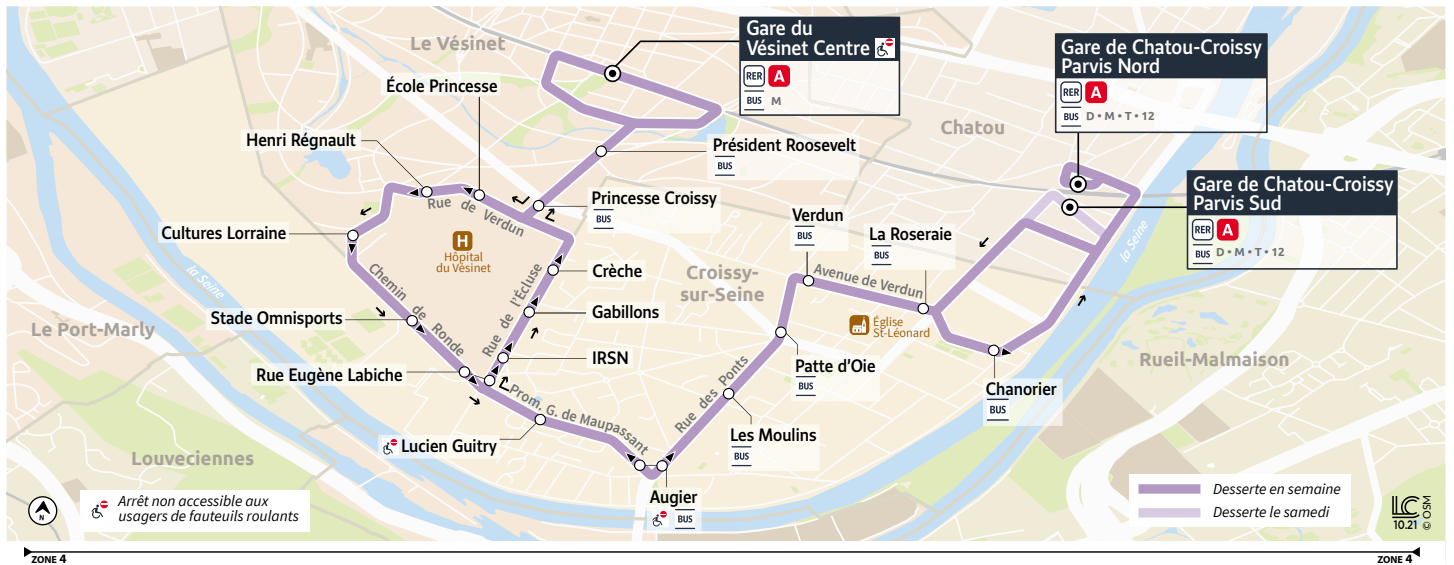 Le Vésinet
Gare du
Vésinet Centre
RER A
BUS M
Gare de Chatou-Croissy
Parvis Nord
RER A
BUS D • M • T • 12
École Princesse
Chatou
Henri Régnault
Président Roosevelt
BUS
Gare de Chatou-Croissy
Parvis Sud
RER A
BUS D • M • T • 12
Rue de Verdun
Princesse Croissy
BUS
Verdun
BUS
La Roseraie
BUS
Cultures Lorraine
H
Hôpital
du Vésinet
la Seine
la Seine
Crèche
Croissy-
sur-Seine
Avenue de Verdun
Chemin de Ronde
Rue de l'Écluse
Gabillons
Stade Omnisports
Le Port-Marly
Église
St-Léonard
IRSN
Rueil-Malmaison
Rue Eugène Labiche
Patte d'Oie
BUS
Chanorier
BUS
Prom. G. de Maupassant
Rue des Ponts
Les Moulins
BUS
Lucien Guitry
Louveciennes
Augier
BUS
N
Arrêt non accessible aux
usagers de fauteuils roulants
Desserte en semaine
Desserte le samedi
LC
10.21
© OSM
ZONE 4
ZONE 4